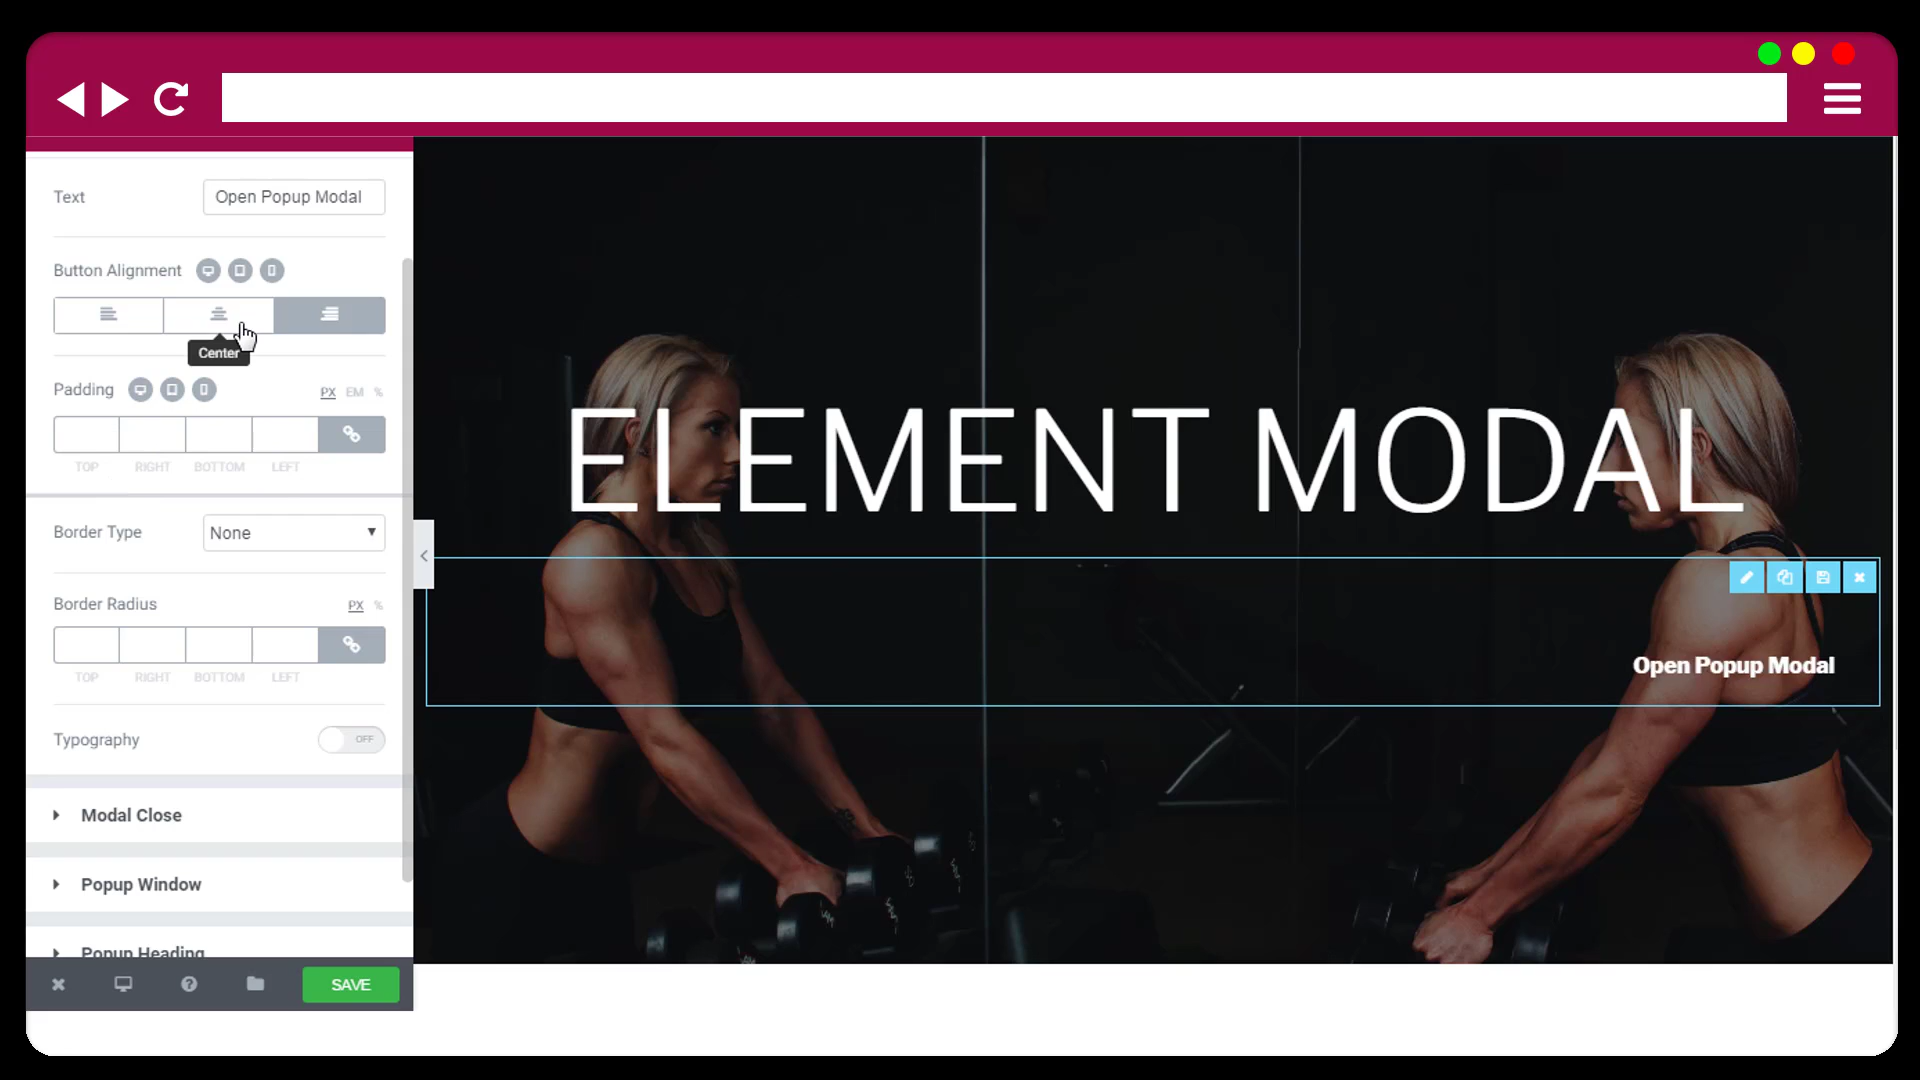 Text
Open Popup Modal
Button Alignment
Center
Padding
PX EM %
TOP RIGHT BOTTOM LEFT
Border Type
None
Border Radius
PX %
TOP RIGHT BOTTOM LEFT
Typography
OFF
Modal Close
Popup Window
Popup Heading
SAVE
ELEMENT MODAL
Open Popup Modal